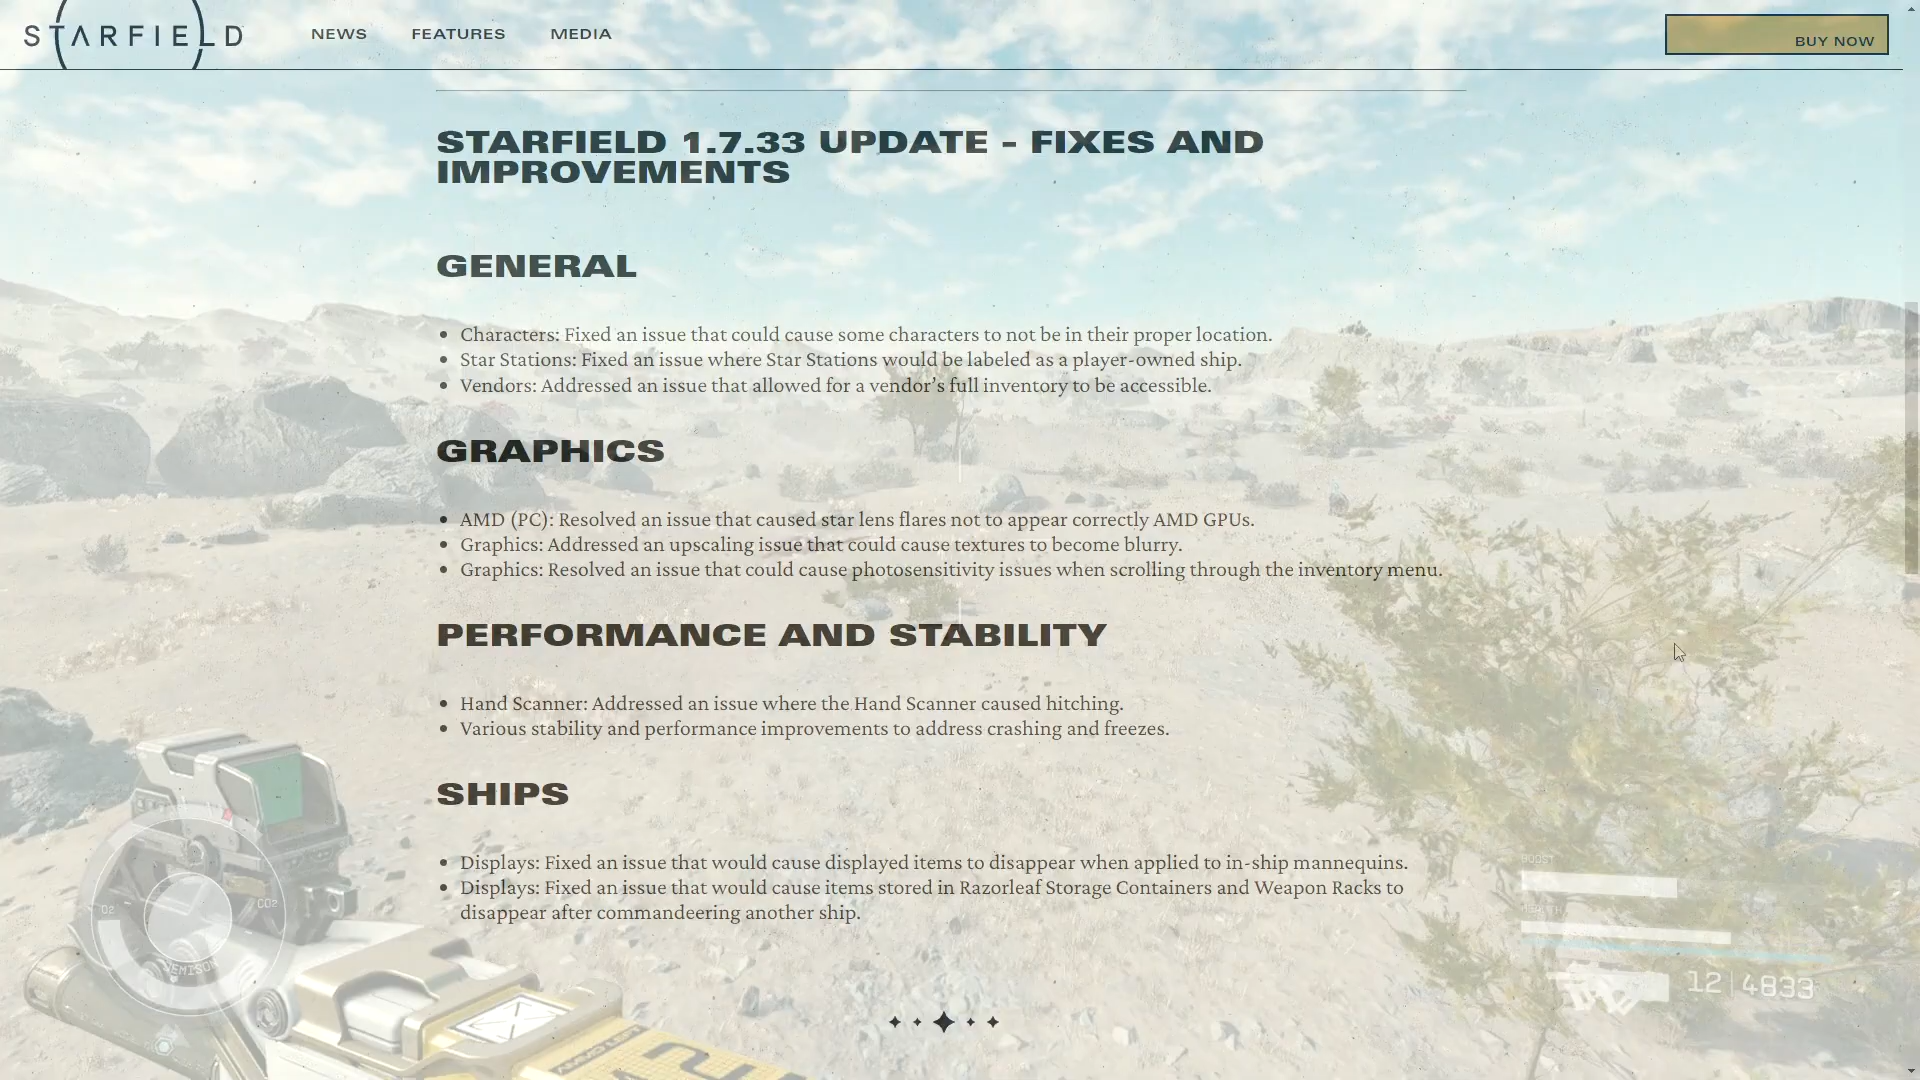 STARFIELD
NEWS
FEATURES
MEDIA
BUY NOW
STARFIELD 1.7.33 UPDATE - FIXES AND
IMPROVEMENTS
GENERAL
• Characters: Fixed an issue that could cause some characters to not be in their proper location.
• Star Stations: Fixed an issue where Star Stations would be labeled as a player-owned ship.
• Vendors: Addressed an issue that allowed for a vendor’s full inventory to be accessible.
GRAPHICS
• AMD (PC): Resolved an issue that caused star lens flares not to appear correctly AMD GPUs.
• Graphics: Addressed an upscaling issue that could cause textures to become blurry.
• Graphics: Resolved an issue that could cause photosensitivity issues when scrolling through the inventory menu.
PERFORMANCE AND STABILITY
• Hand Scanner: Addressed an issue where the Hand Scanner caused hitching.
• Various stability and performance improvements to address crashing and freezes.
SHIPS
• Displays: Fixed an issue that would cause displayed items to disappear when applied to in-ship mannequins.
• Displays: Fixed an issue that would cause items stored in Razorleaf Storage Containers and Weapon Racks to
disappear after commandeering another ship.
BOOST
HEALTH
O2
CO2
JEMISON
12 | 4833